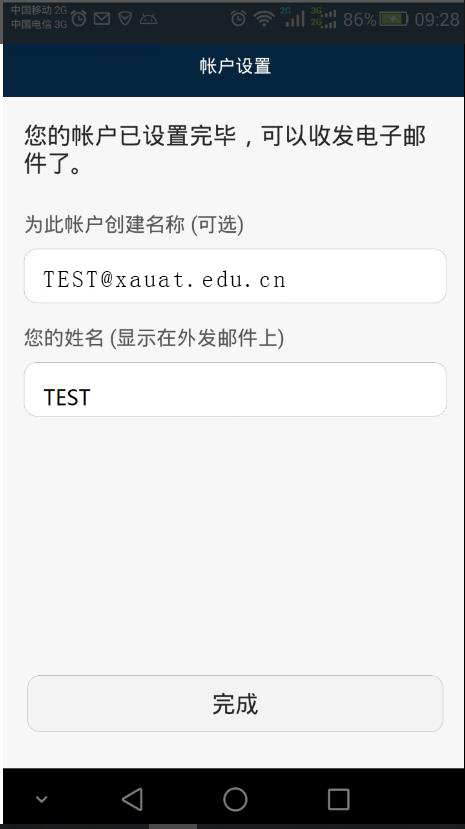 中国移动 2G
中国电信 3G
2G 3G 2G 86% 09:28
帐户设置
您的帐户已设置完毕，可以收发电子邮
件了。
为此帐户创建名称 (可选)
TEST@xauat.edu.cn
您的姓名 (显示在外发邮件上)
TEST
完成